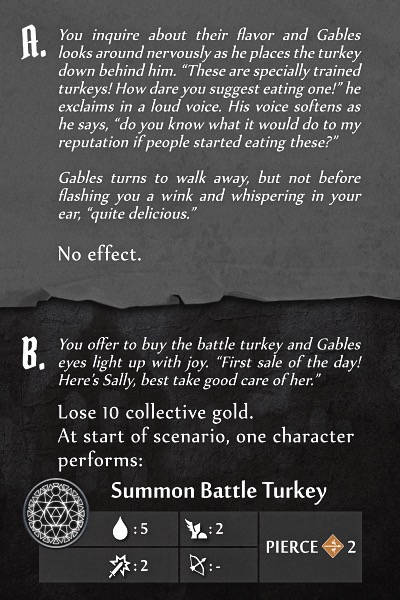 A. You inquire about their flavor and Gables
looks around nervously as he places the turkey
down behind him. “These are specially trained
turkeys! How dare you suggest eating one!” he
exclaims in a loud voice. His voice softens as
he says, “do you know what it would do to my
reputation if people started eating these?”
Gables turns to walk away, but not before
flashing you a wink and whispering in your
ear, “quite delicious.”
No effect.
B. You offer to buy the battle turkey and Gables
eyes light up with joy. “First sale of the day!
Here’s Sally, best take good care of her.”
Lose 10 collective gold.
At start of scenario, one character
performs:
Summon Battle Turkey
: 5 : 2
PIERCE 2
: 2 : -